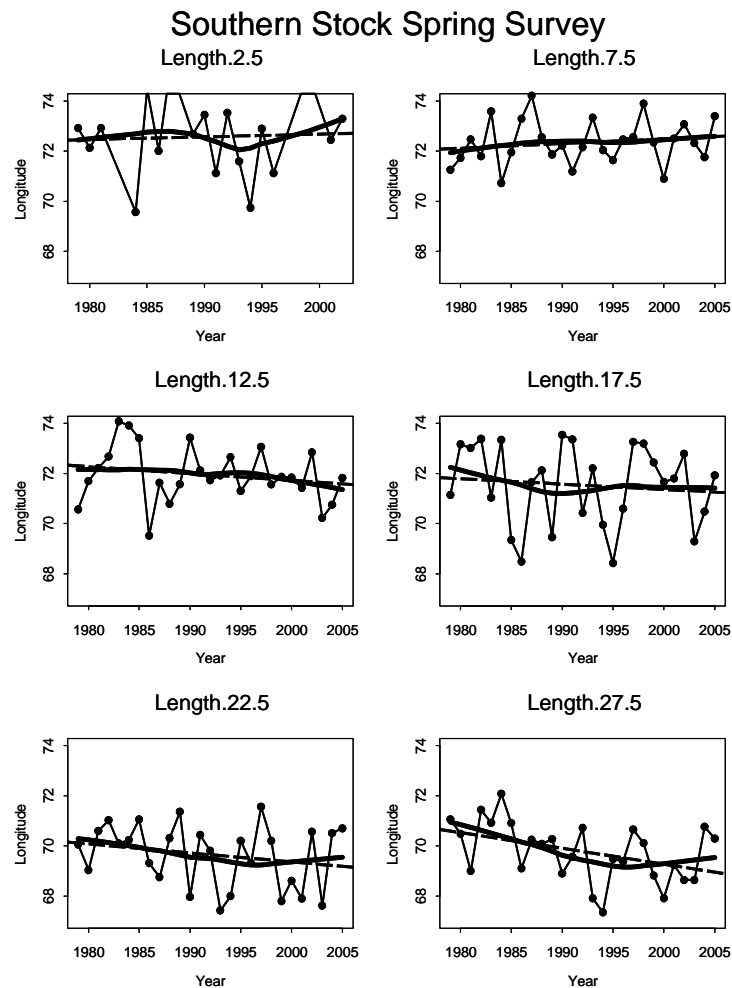 Southern Stock Spring Survey
Length.2.5
Longitude
74
72
70
68
1980 1985 1990 1995 2000
Year
Length.7.5
Longitude
74
72
70
68
1980 1985 1990 1995 2000 2005
Year
Length.12.5
Longitude
74
72
70
68
1980 1985 1990 1995 2000 2005
Year
Length.17.5
Longitude
74
72
70
68
1980 1985 1990 1995 2000 2005
Year
Length.22.5
Longitude
74
72
70
68
1980 1985 1990 1995 2000 2005
Year
Length.27.5
Longitude
74
72
70
68
1980 1985 1990 1995 2000 2005
Year